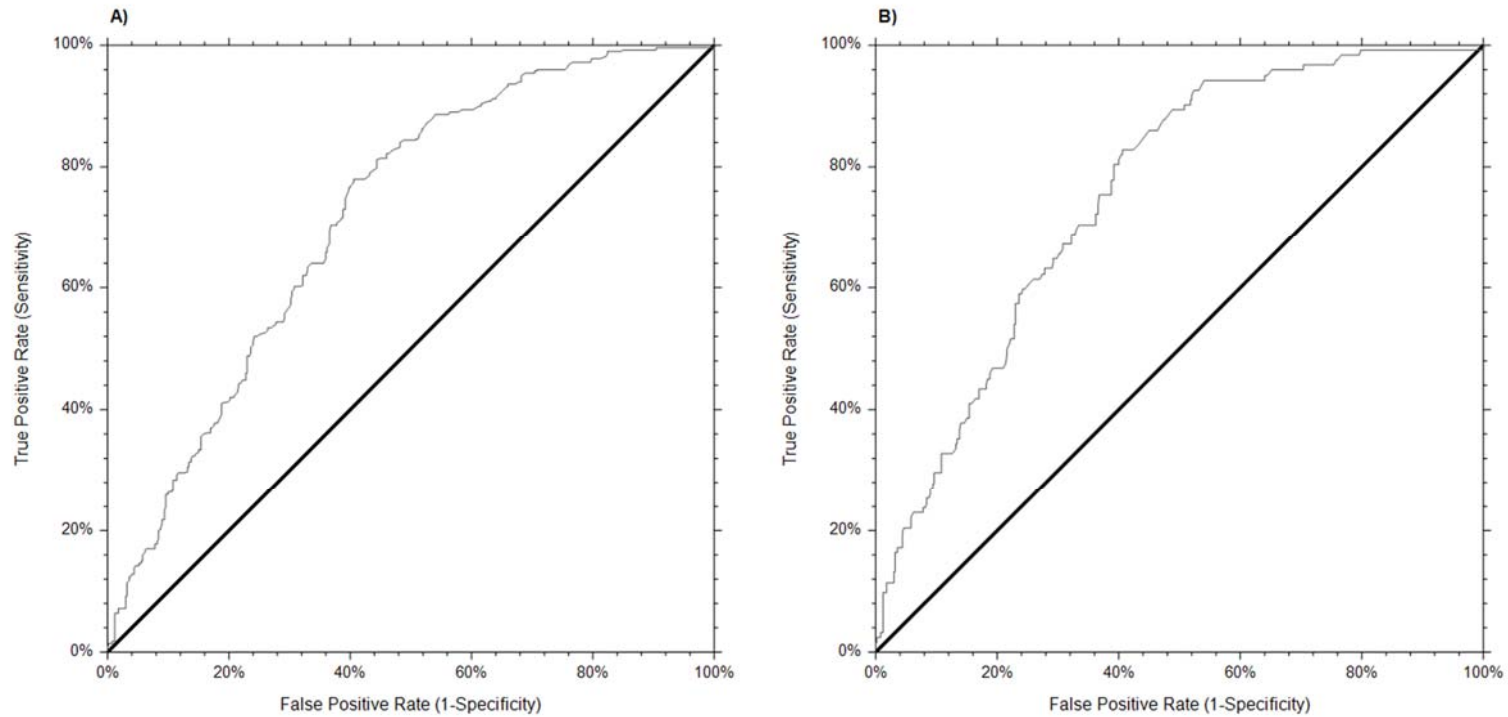 A)
100%
80%
60%
40%
20%
0%
True Positive Rate (Sensitivity)
0% 20% 40% 60% 80% 100%
False Positive Rate (1-Specificity)
B)
100%
80%
60%
40%
20%
0%
True Positive Rate (Sensitivity)
0% 20% 40% 60% 80% 100%
False Positive Rate (1-Specificity)